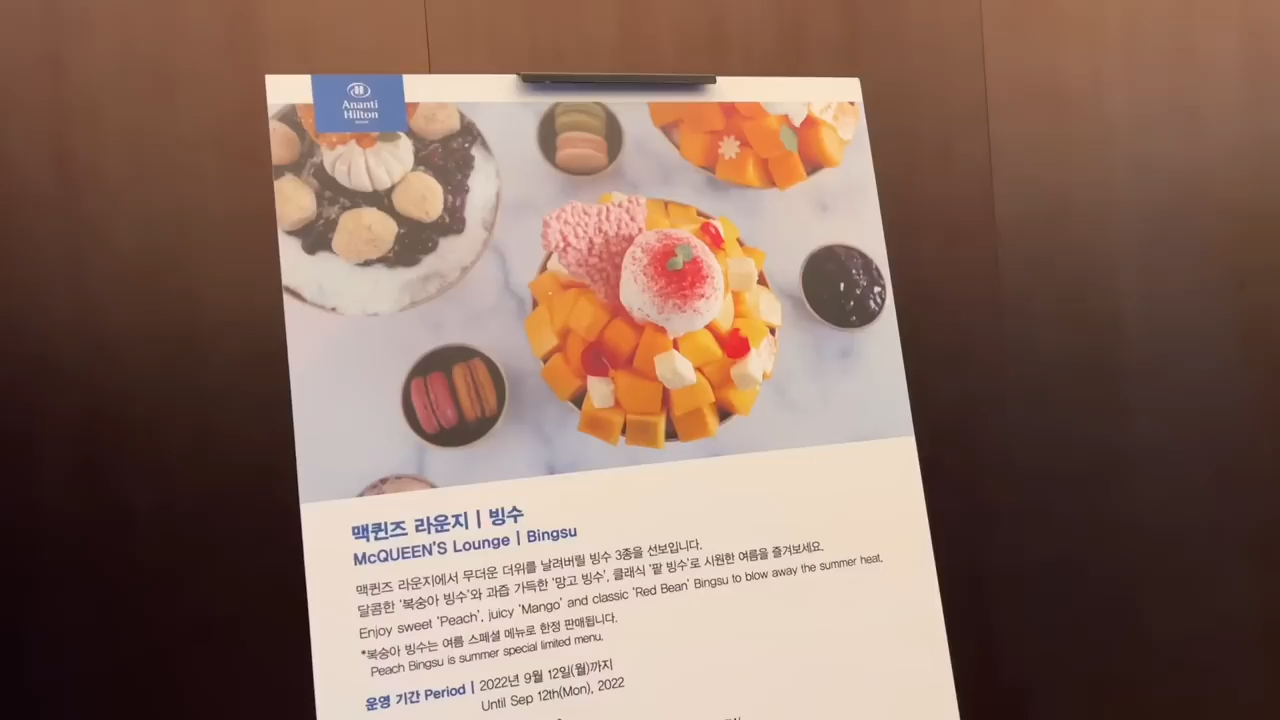 Ananti
Hilton
맥퀸즈 라운지 | 빙수
McQUEEN'S Lounge | Bingsu
맥퀸즈 라운지에서 무더운 더위를 날려버릴 빙수 3종을 선보입니다.
달콤한 '복숭아 빙수'와 과즙 가득한 '망고 빙수', 클래식 '팥 빙수'로 시원한 여름을 즐겨보세요.
Enjoy sweet 'Peach', juicy 'Mango' and classic 'Red Bean' Bingsu to blow away the summer heat.
*복숭아 빙수는 여름 스페셜 메뉴로 한정 판매됩니다.
Peach Bingsu is summer special limited menu.
운영 기간 Period | 2022년 9월 12일(월)까지
Until Sep 12th(Mon), 2022